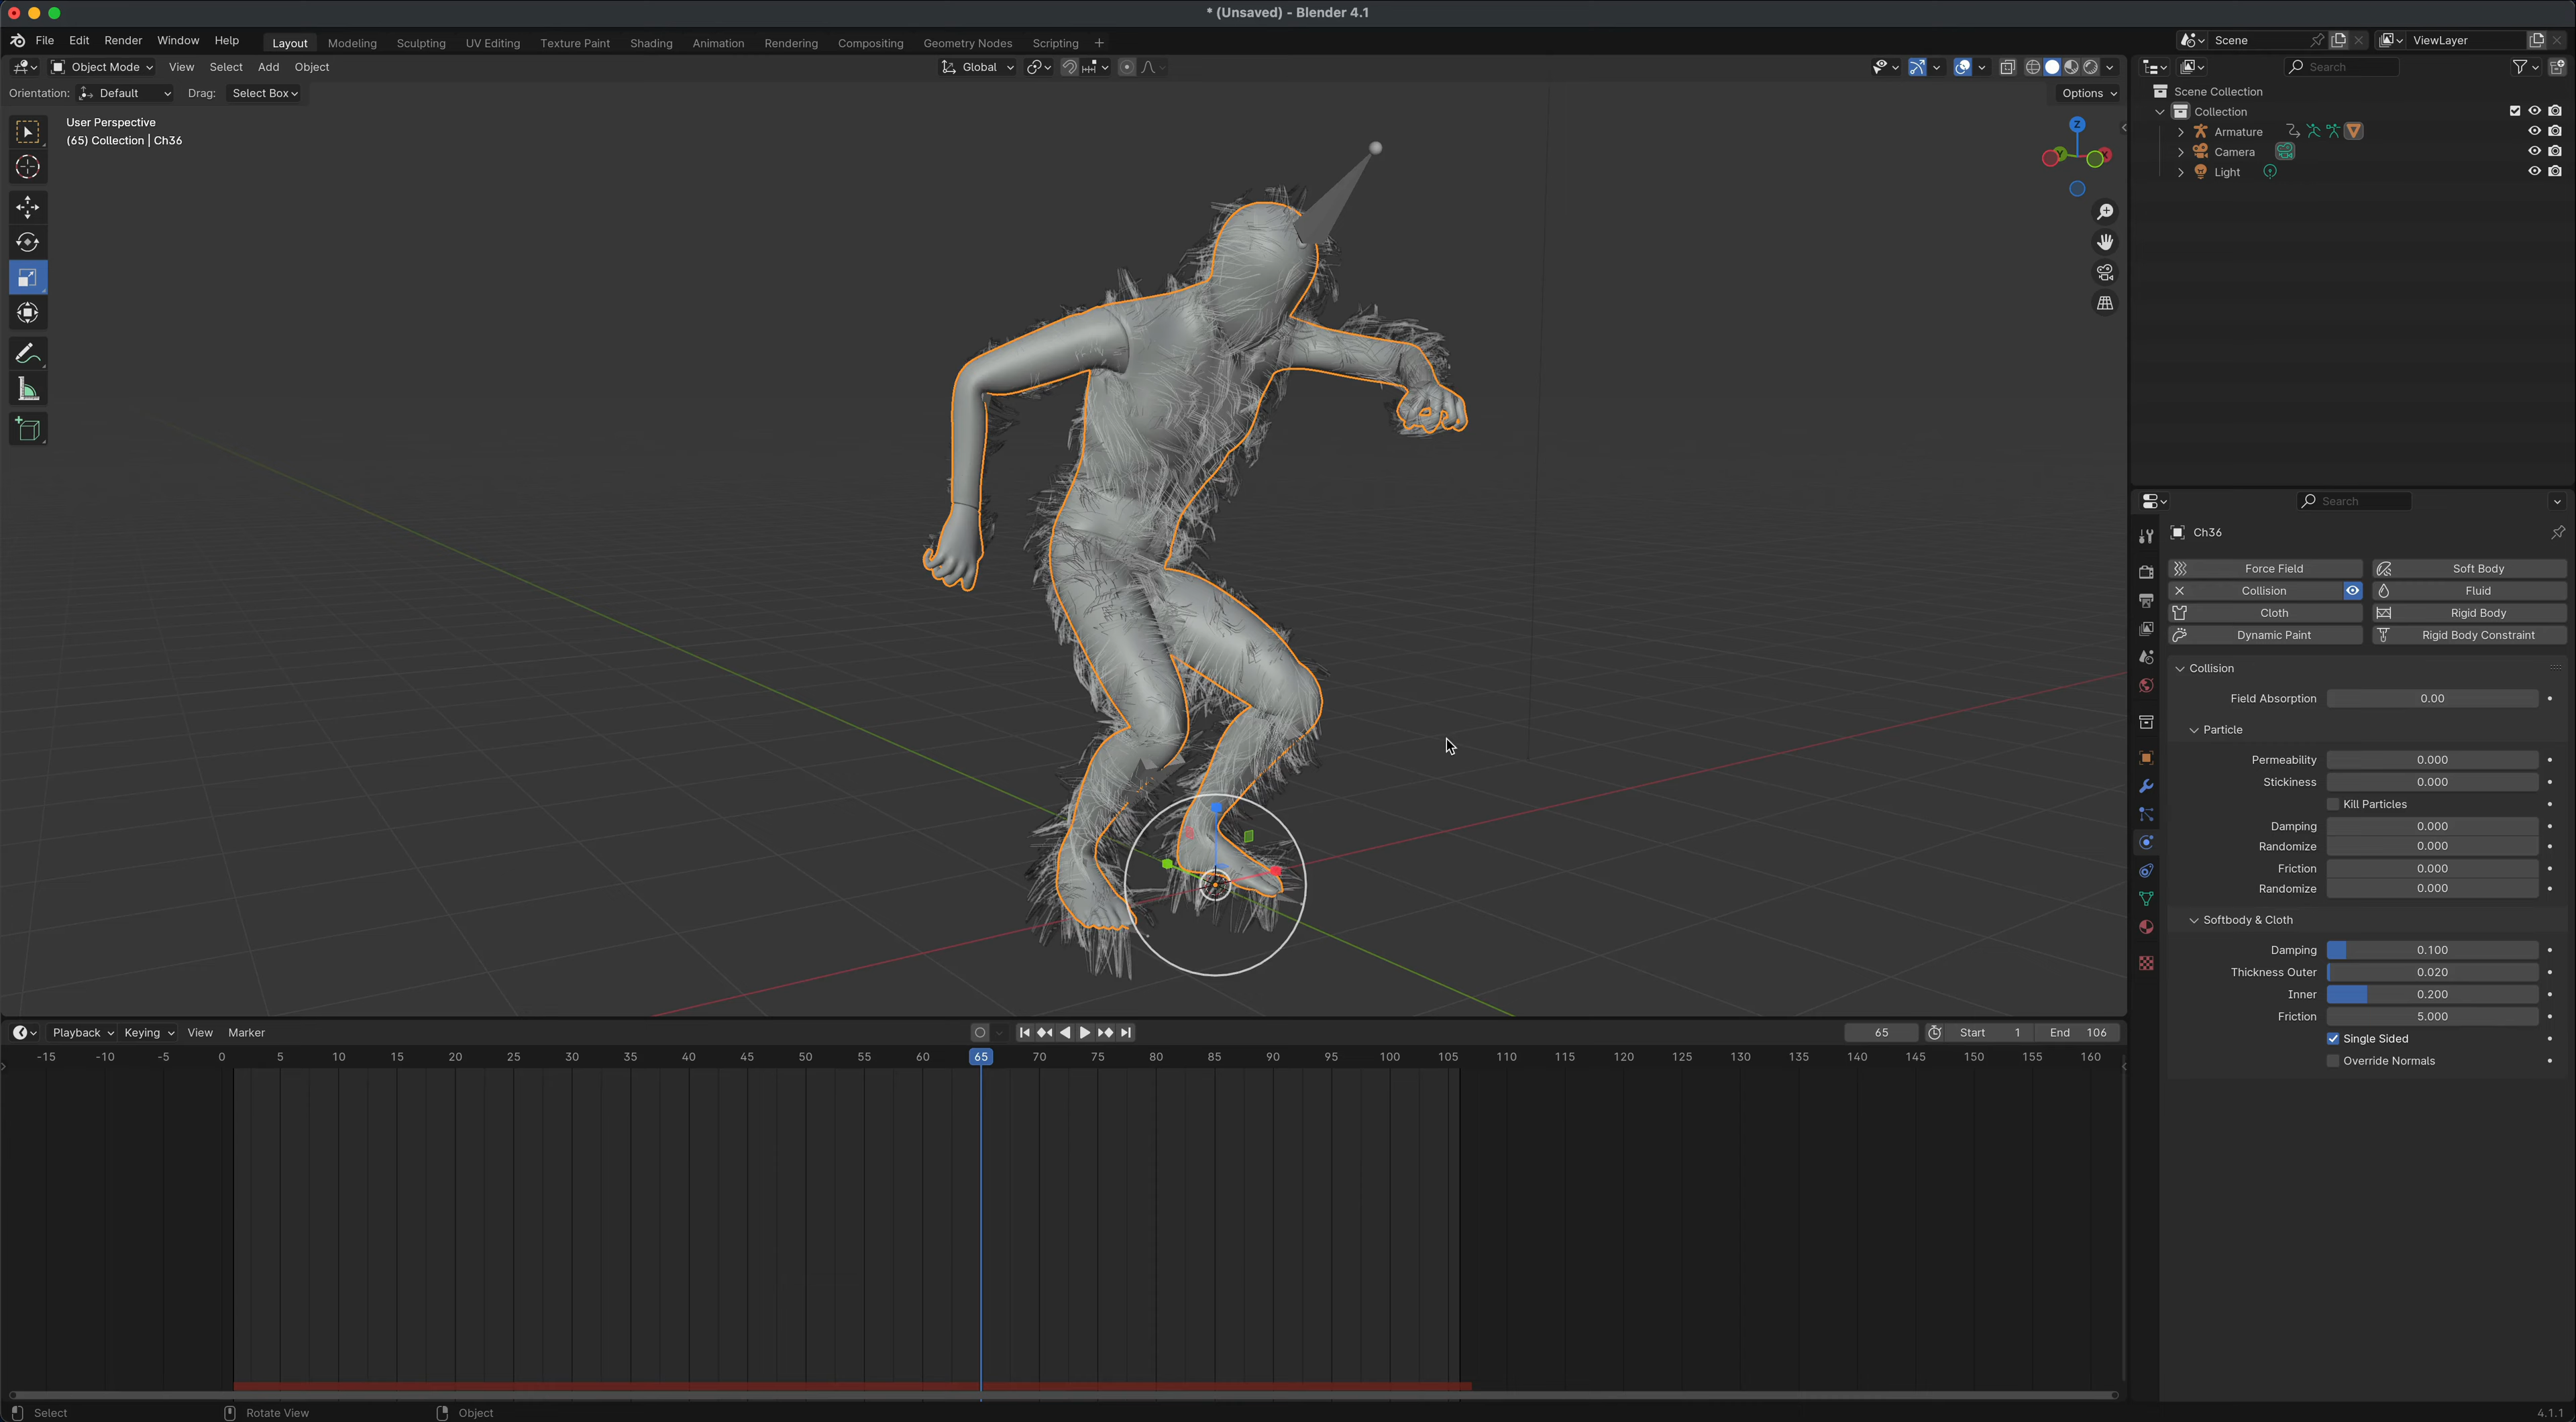 * (Unsaved) - Blender 4.1
File Edit Render Window Help Layout Modeling Sculpting UV Editing Texture Paint Shading Animation Rendering Compositing Geometry Nodes Scripting + Scene ViewLayer
Object Mode View Select Add Object Global Search
Orientation: Default Drag: Select Box Options
User Perspective
(65) Collection | Ch36
Z
Y
X
Scene Collection
Collection
Armature
Camera
Light
Search
Ch36
Force Field Soft Body
Collision Fluid
Cloth Rigid Body
Dynamic Paint Rigid Body Constraint
Collision
Field Absorption 0.00
Particle
Permeability 0.000
Stickiness 0.000
Kill Particles
Damping 0.000
Randomize 0.000
Friction 0.000
Randomize 0.000
Softbody & Cloth
Damping 0.100
Thickness Outer 0.020
Inner 0.200
Friction 5.000
Single Sided
Override Normals
Playback Keying View Marker 65 Start 1 End 106
-15 -10 -5 0 5 10 15 20 25 30 35 40 45 50 55 60 65 70 75 80 85 90 95 100 105 110 115 120 125 130 135 140 145 150 155 160
Select Rotate View Object 4.1.1